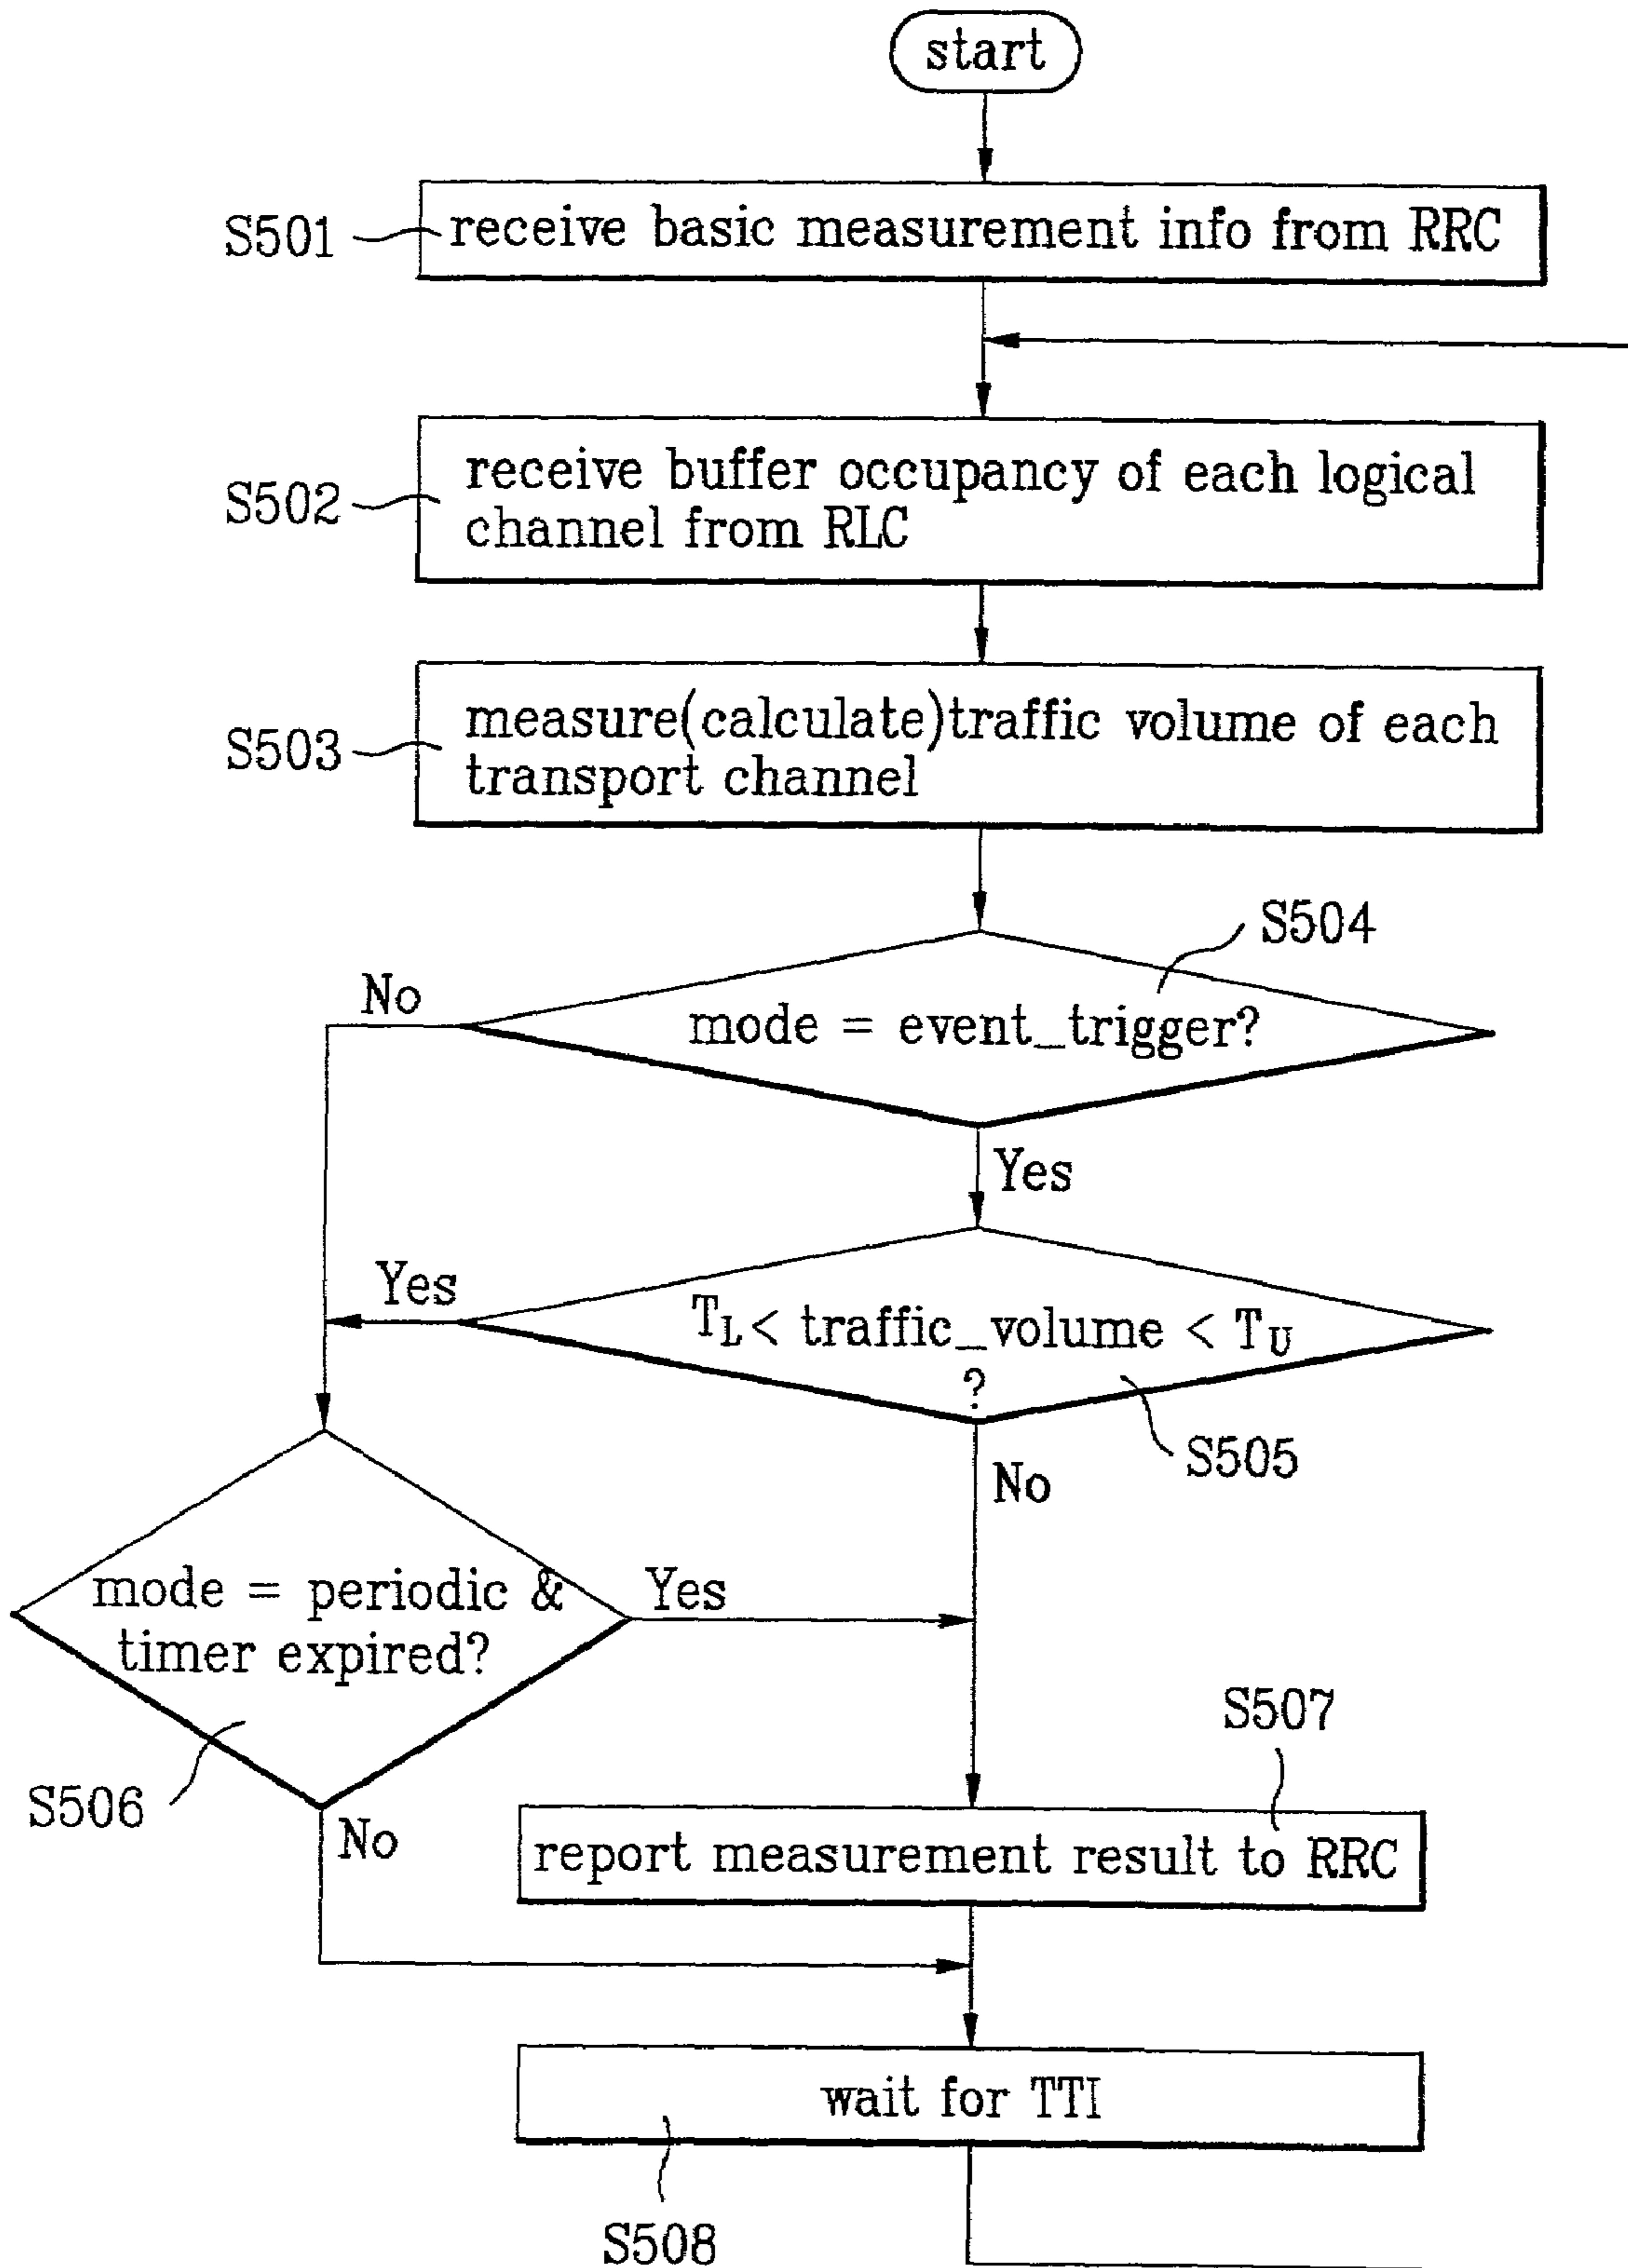 start
S501
receive basic measurement info from RRC
S502
receive buffer occupancy of each logical
channel from RLC
S503
measure(calculate)traffic volume of each
transport channel
S504
No
mode = event_trigger?
Yes
Yes
TL< traffic_volume < TU
?
S505
No
mode = periodic &
timer expired?
Yes
S506
No
S507
report measurement result to RRC
wait for TTI
S508